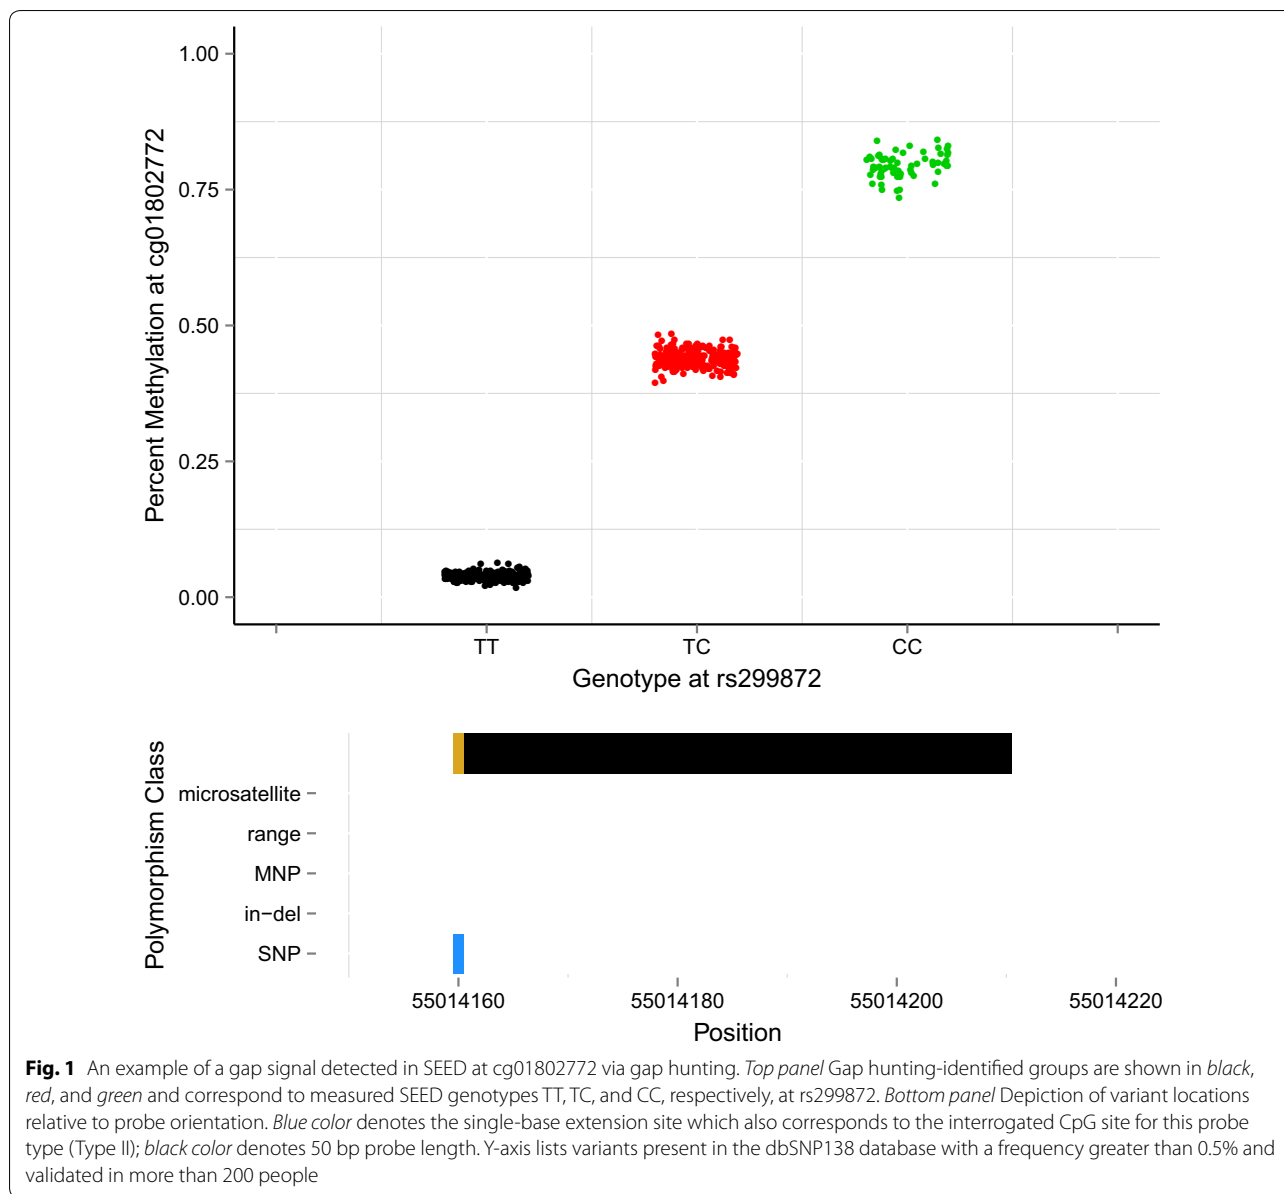 1.00
0.75
0.50
0.25
0.00
Percent Methylation at cg01802772
TT TC CC
Genotype at rs299872
Polymorphism Class
microsatellite
range
MNP
in−del
SNP
55014160 55014180 55014200 55014220
Position
Fig. 1 An example of a gap signal detected in SEED at cg01802772 via gap hunting. Top panel Gap hunting-identified groups are shown in black,
red, and green and correspond to measured SEED genotypes TT, TC, and CC, respectively, at rs299872. Bottom panel Depiction of variant locations
relative to probe orientation. Blue color denotes the single-base extension site which also corresponds to the interrogated CpG site for this probe
type (Type II); black color denotes 50 bp probe length. Y-axis lists variants present in the dbSNP138 database with a frequency greater than 0.5% and
validated in more than 200 people